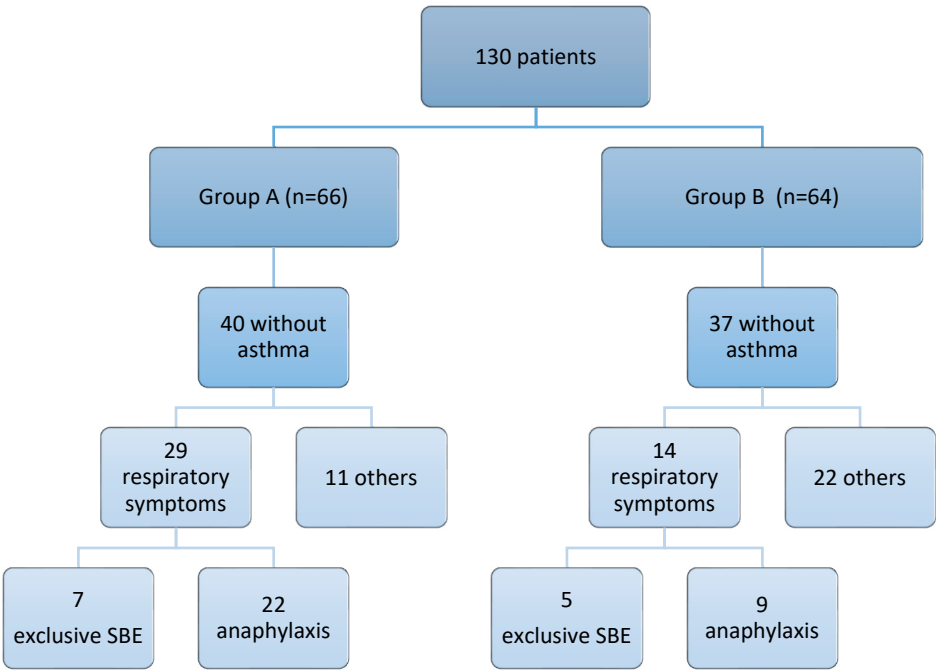 130 patients
Group A (n=66)
Group B (n=64)
40 without
asthma
37 without
asthma
29
respiratory
symptoms
11 others
14
respiratory
symptoms
22 others
7
exclusive SBE
22
anaphylaxis
5
exclusive SBE
9
anaphylaxis